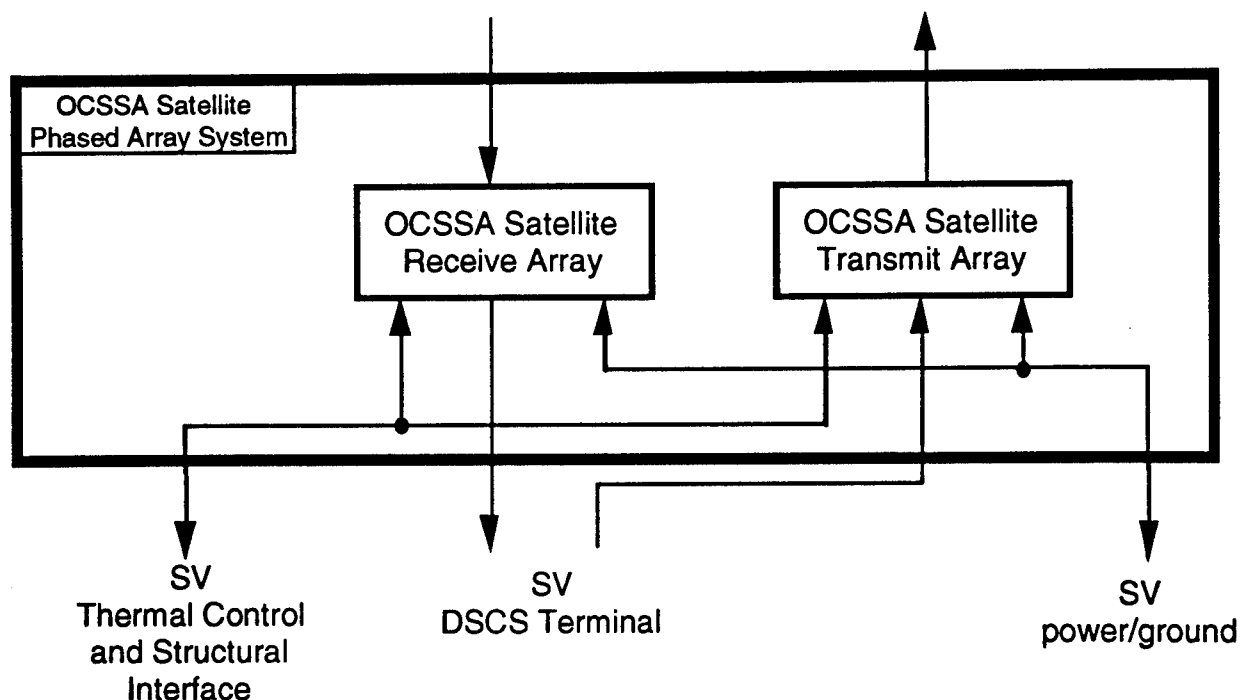 OCSSA Satellite
Phased Array System
OCSSA Satellite
Receive Array
OCSSA Satellite
Transmit Array
SV
Thermal Control
and Structural
Interface
SV
DSCS Terminal
SV
power/ground